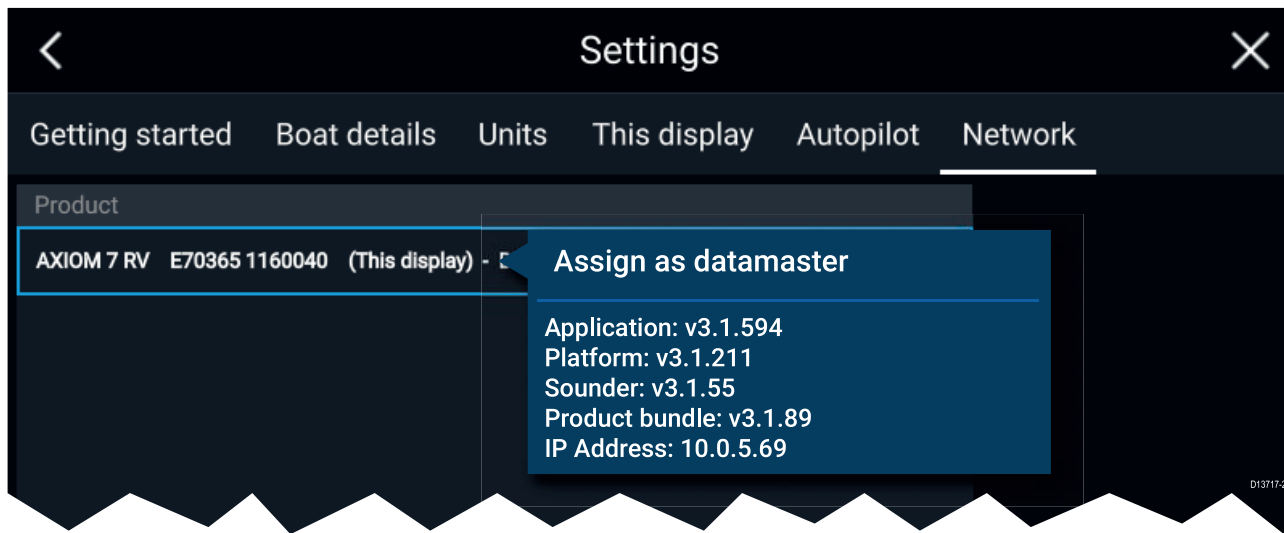 Settings
Getting started Boat details Units This display Autopilot Network
Product
AXIOM 7 RV E70365 1160040 (This display) -
Assign as datamaster
Application: v3.1.594
Platform: v3.1.211
Sounder: v3.1.55
Product bundle: v3.1.89
IP Address: 10.0.5.69